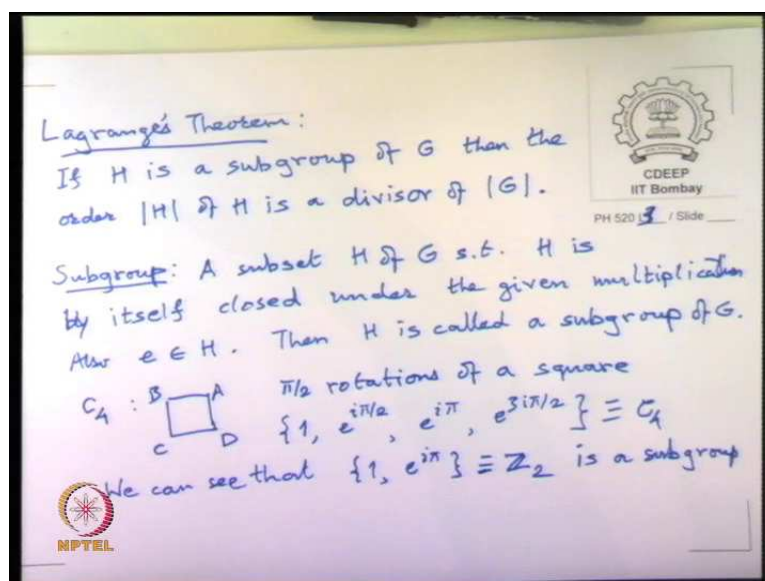 Lagrange's Theorem:
If H is a subgroup of G then the
order |H| of H is a divisor of |G|.
CDEEP
IIT Bombay
PH 520 L3 / Slide
Subgroup: A subset H of G s.t. H is
by itself closed under the given multiplication
Also e ∈ H. Then H is called a subgroup of G.
C₄ : B A C D π/2 rotations of a square
{1, e^{iπ/2}, e^{iπ}, e^{3iπ/2}} ≡ C₄
We can see that {1, e^{iπ}} ≡ Z₂ is a subgroup
NPTEL